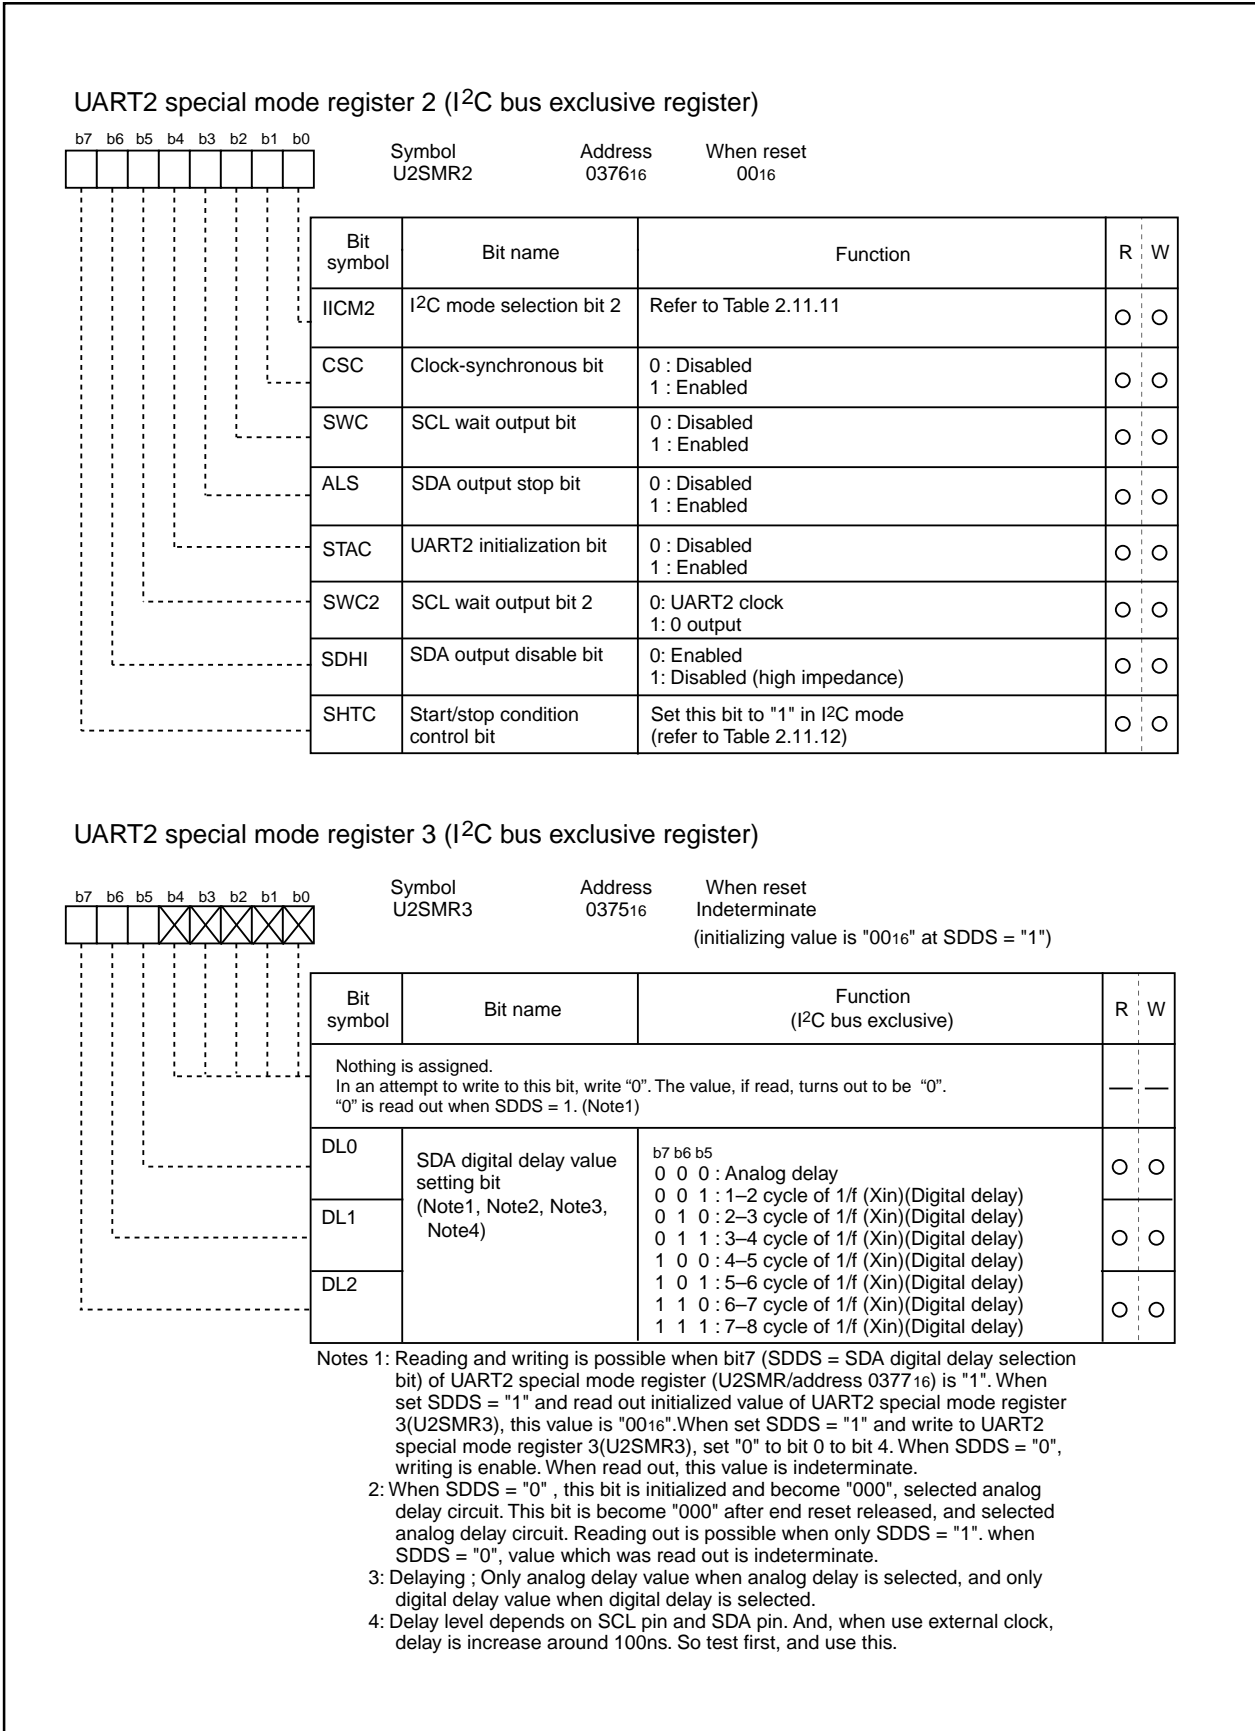 UART2 special mode register 2 (I2C bus exclusive register)
b7 b6 b5 b4 b3 b2 b1 b0
Symbol Address When reset
U2SMR2 037616 0016
Bit symbol Bit name Function R W
IICM2 I2C mode selection bit 2 Refer to Table 2.11.11
CSC Clock-synchronous bit 0 : Disabled
1 : Enabled
SWC SCL wait output bit 0 : Disabled
1 : Enabled
ALS SDA output stop bit 0 : Disabled
1 : Enabled
STAC UART2 initialization bit 0 : Disabled
1 : Enabled
SWC2 SCL wait output bit 2 0: UART2 clock
1: 0 output
SDHI SDA output disable bit 0: Enabled
1: Disabled (high impedance)
SHTC Start/stop condition Set this bit to "1" in I2C mode
control bit (refer to Table 2.11.12)
UART2 special mode register 3 (I2C bus exclusive register)
b7 b6 b5 b4 b3 b2 b1 b0
Symbol Address When reset
U2SMR3 037516 Indeterminate
(initializing value is "0016" at SDDS = "1")
Bit symbol Bit name Function R W
(I2C bus exclusive)
Nothing is assigned.
In an attempt to write to this bit, write “0”. The value, if read, turns out to be “0”.
“0” is read out when SDDS = 1. (Note1)
DL0
DL1
DL2
SDA digital delay value
setting bit
(Note1, Note2, Note3,
Note4)
b7 b6 b5
0 0 0 : Analog delay
0 0 1 : 1–2 cycle of 1/f (Xin)(Digital delay)
0 1 0 : 2–3 cycle of 1/f (Xin)(Digital delay)
0 1 1 : 3–4 cycle of 1/f (Xin)(Digital delay)
1 0 0 : 4–5 cycle of 1/f (Xin)(Digital delay)
1 0 1 : 5–6 cycle of 1/f (Xin)(Digital delay)
1 1 0 : 6–7 cycle of 1/f (Xin)(Digital delay)
1 1 1 : 7–8 cycle of 1/f (Xin)(Digital delay)
Notes 1: Reading and writing is possible when bit7 (SDDS = SDA digital delay selection
bit) of UART2 special mode register (U2SMR/address 037716) is "1". When
set SDDS = "1" and read out initialized value of UART2 special mode register
3(U2SMR3), this value is "0016".When set SDDS = "1" and write to UART2
special mode register 3(U2SMR3), set "0" to bit 0 to bit 4. When SDDS = "0",
writing is enable. When read out, this value is indeterminate.
2: When SDDS = "0" , this bit is initialized and become "000", selected analog
delay circuit. This bit is become "000" after end reset released, and selected
analog delay circuit. Reading out is possible when only SDDS = "1". when
SDDS = "0", value which was read out is indeterminate.
3: Delaying ; Only analog delay value when analog delay is selected, and only
digital delay value when digital delay is selected.
4: Delay level depends on SCL pin and SDA pin. And, when use external clock,
delay is increase around 100ns. So test first, and use this.